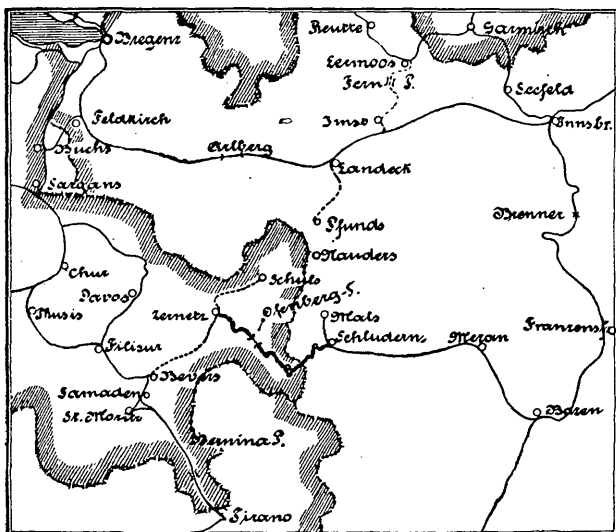 Bregenz
Reutte
Garmisch
Lermoos
Fern P.
Seefeld
Feldkirch
Imst
Innsbr.
Buchs
Arlberg
Landeck
Sargans
Pfunds
Brenner
Nauders
Chur
Schuls
Davos
Ofenberg-L.
Mals
Thusis
Zernetz
Schludern.
Meran
Franzensf.
Filisur
Bevers
Samaden
St. Moritz
Bozen
Bernina P.
Tirano